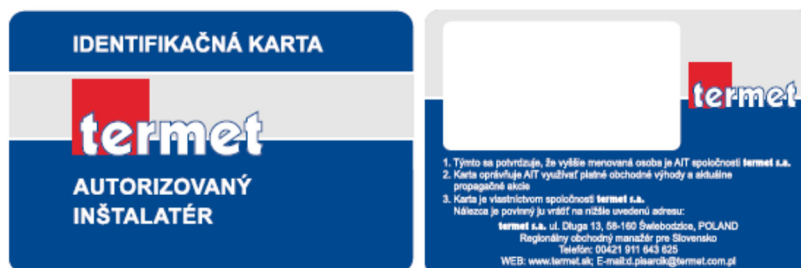 IDENTIFIKAČNÁ KARTA
termet
AUTORIZOVANÝ
INŠTALATÉR
termet
1. Týmto sa potvrdzuje, že vyššie menovaná osoba je AIT spoločnosti termet s.a.
2. Karta oprávňuje AIT využívať platné obchodné výhody a aktuálne
propagačné akcie
3. Karta je vlastníctvom spoločnosti termet s.a.
Nálezca je povinný ju vrátiť na nižšie uvedenú adresu:
termet s.a. ul. Długa 13, 58-160 Świebodzice, POLAND
Regionálny obchodný manažér pre Slovensko
Telefón: 00421 911 643 625
WEB: www.termet.sk; E-mail:d.pisarcik@termet.com.pl